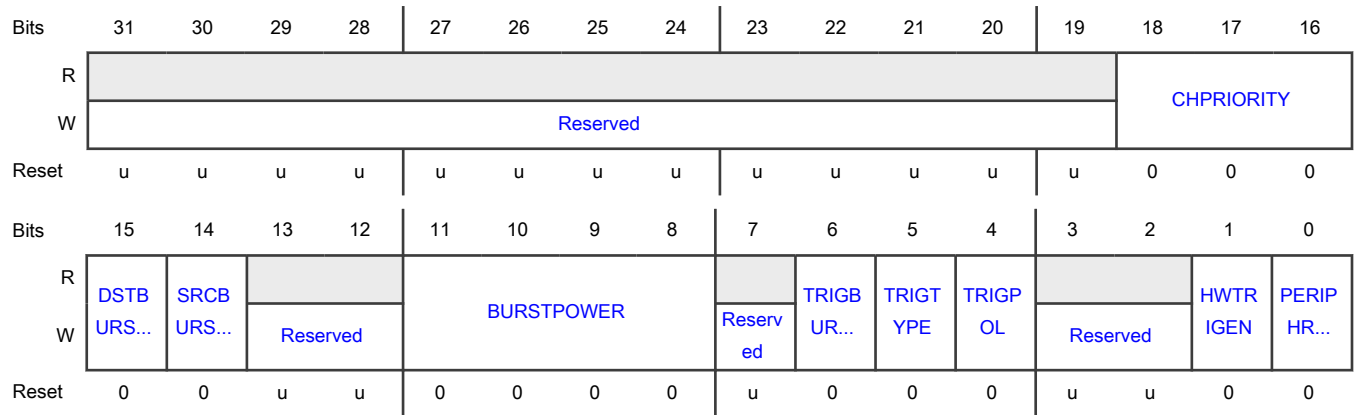 Bits 31 30 29 28 27 26 25 24 23 22 21 20 19 18 17 16
R
CHPRIORITY
W Reserved
Reset u u u u u u u u u u u u u 0 0 0
Bits 15 14 13 12 11 10 9 8 7 6 5 4 3 2 1 0
R
DSTB URS... SRCB URS... BURSTPOWER TRIGB UR... TRIGT YPE TRIGP OL HWTR IGEN PERIP HR...
W Reserved Reserv ed Reserved
Reset 0 0 u u 0 0 0 0 u 0 0 0 u u 0 0